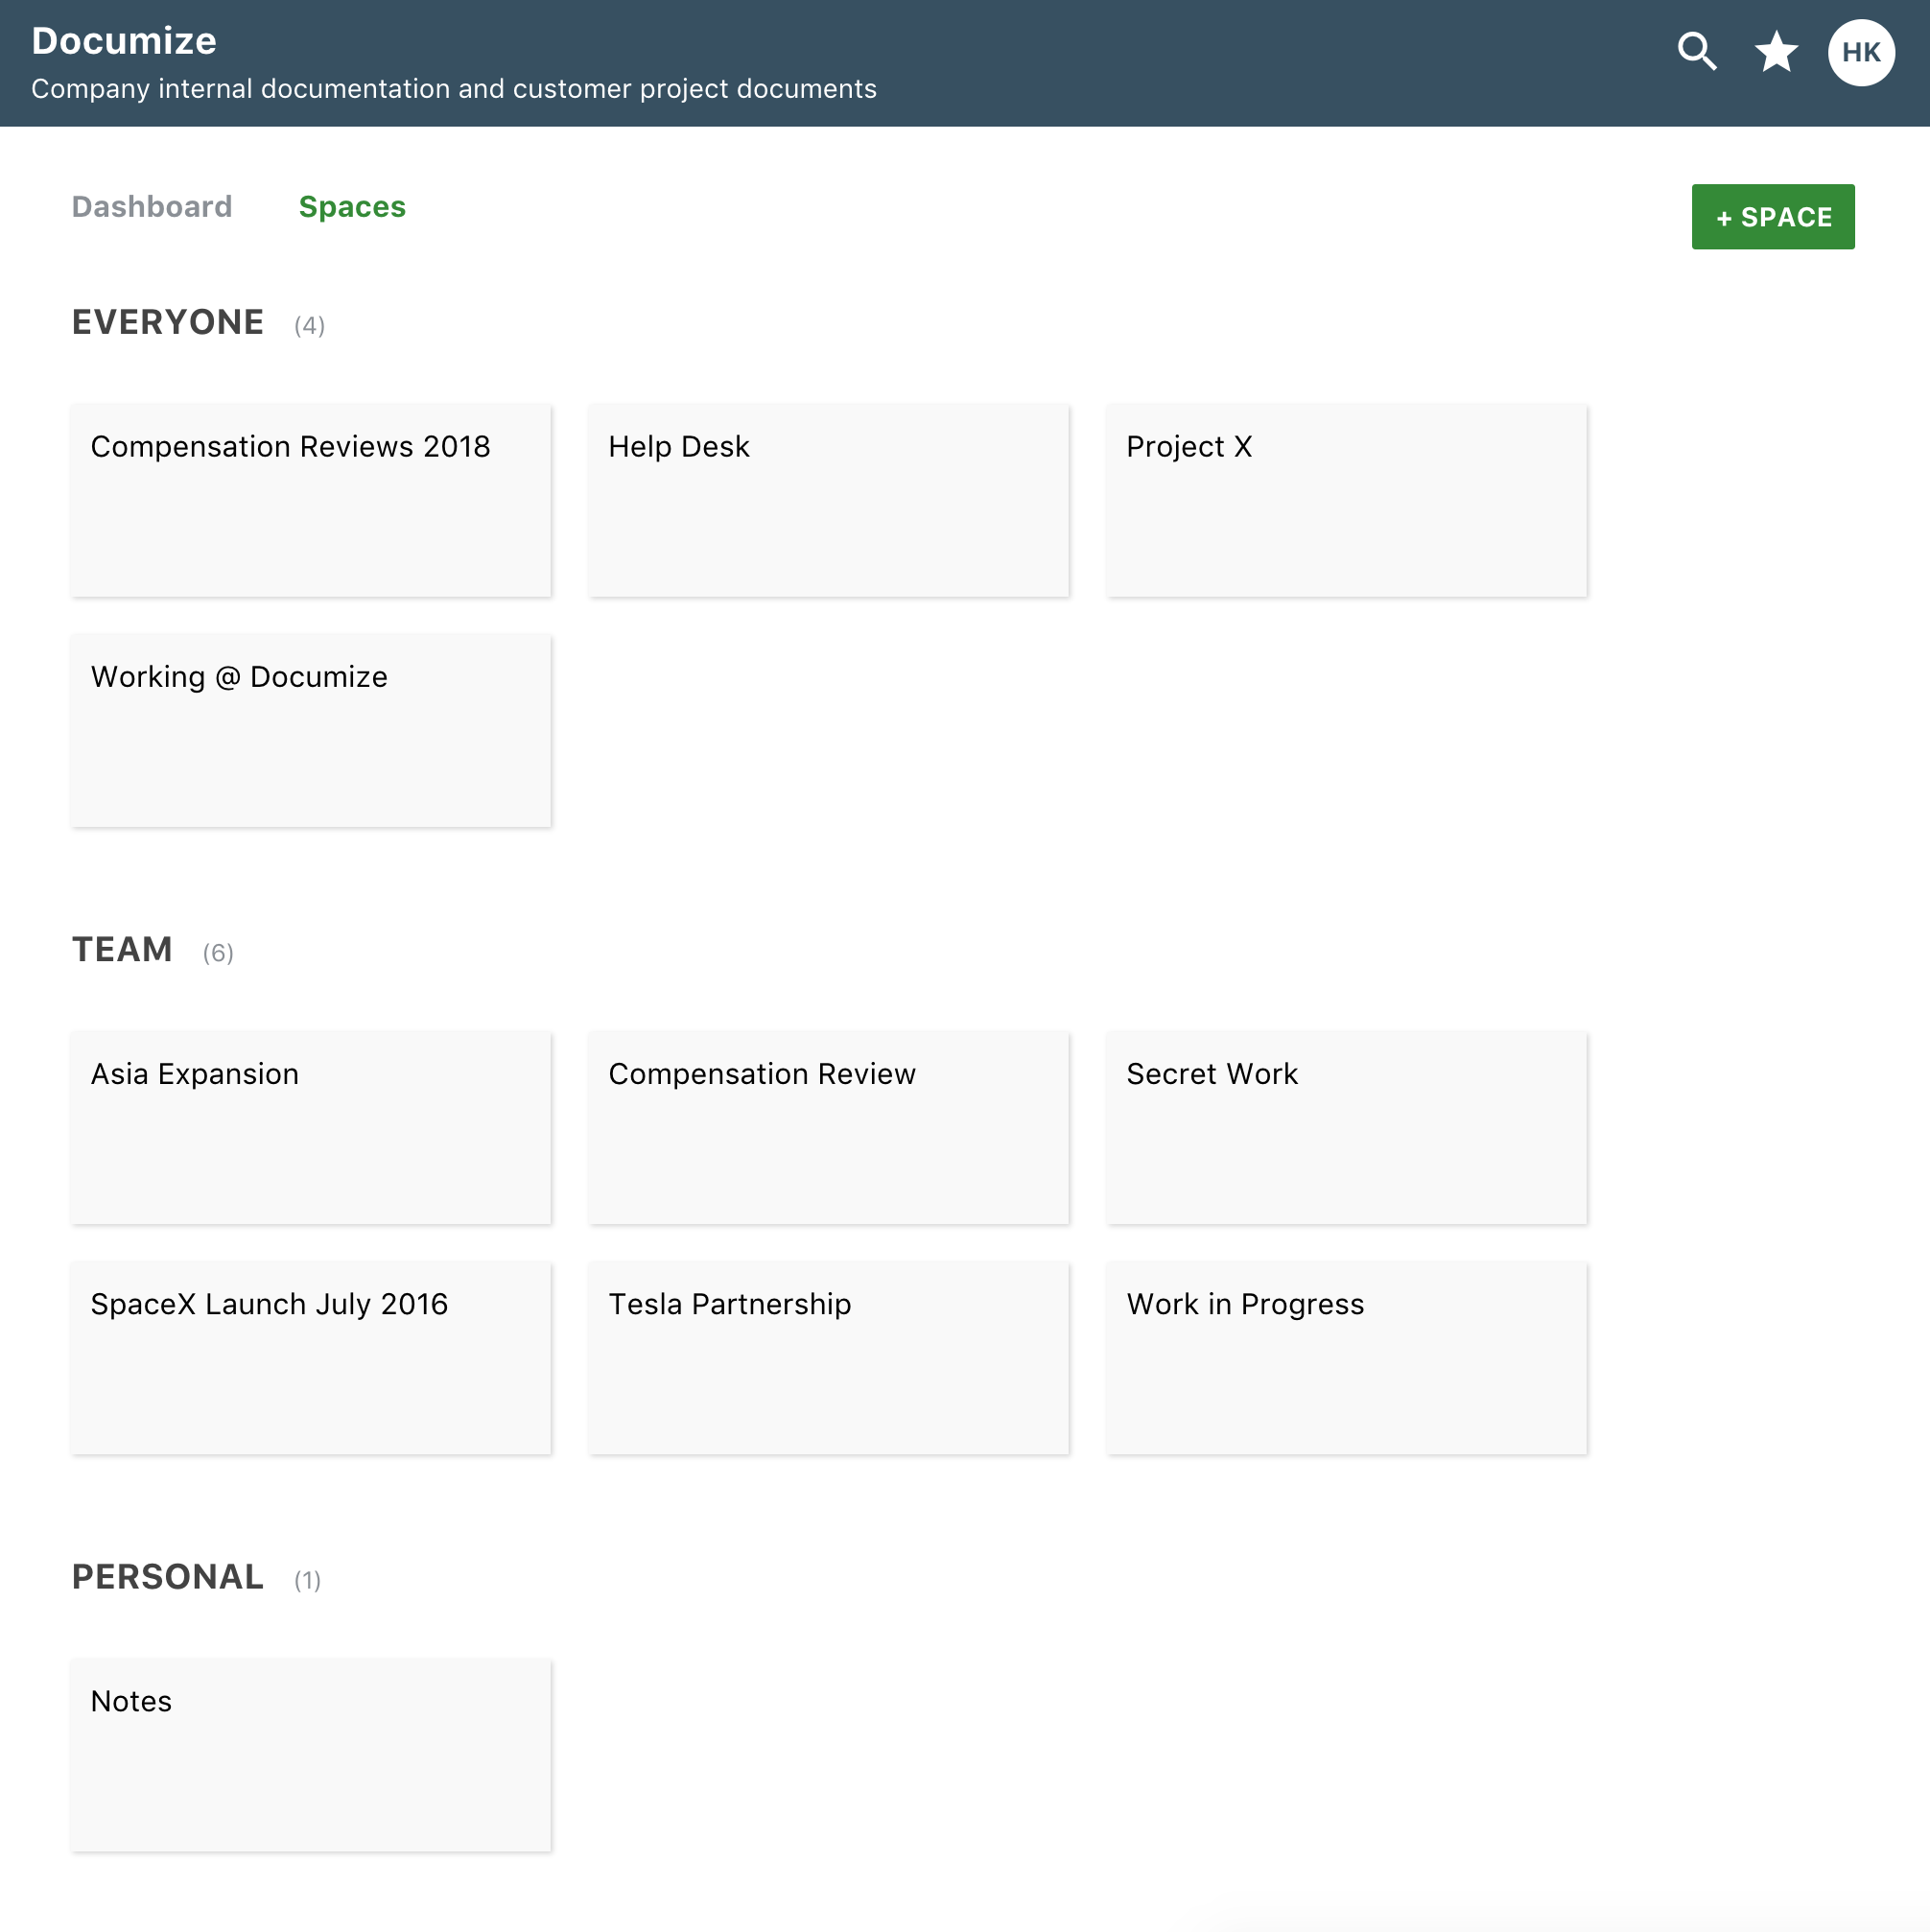 Documize
Company internal documentation and customer project documents
HK
Dashboard Spaces
+ SPACE
EVERYONE (4)
Compensation Reviews 2018
Help Desk
Project X
Working @ Documize
TEAM (6)
Asia Expansion
Compensation Review
Secret Work
SpaceX Launch July 2016
Tesla Partnership
Work in Progress
PERSONAL (1)
Notes